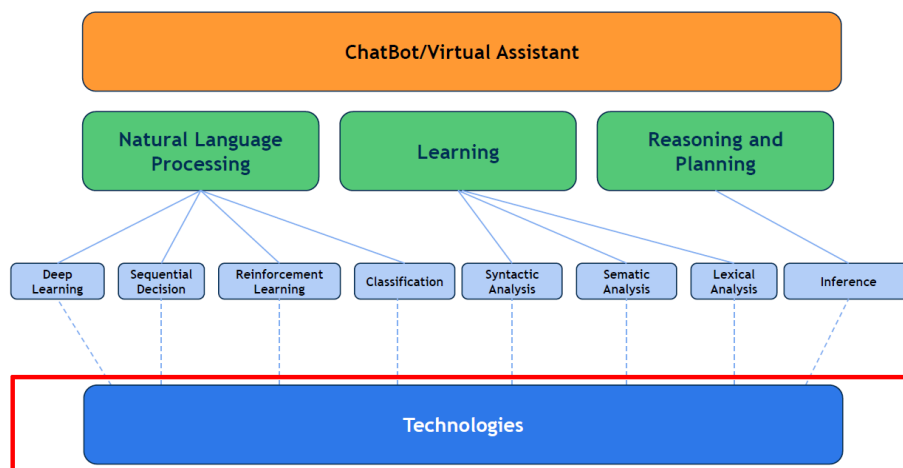 ChatBot/Virtual Assistant
Natural Language
Processing
Learning
Reasoning and
Planning
Deep
Learning
Sequential
Decision
Reinforcement
Learning
Classification
Syntactic
Analysis
Sematic
Analysis
Lexical
Analysis
Inference
Technologies